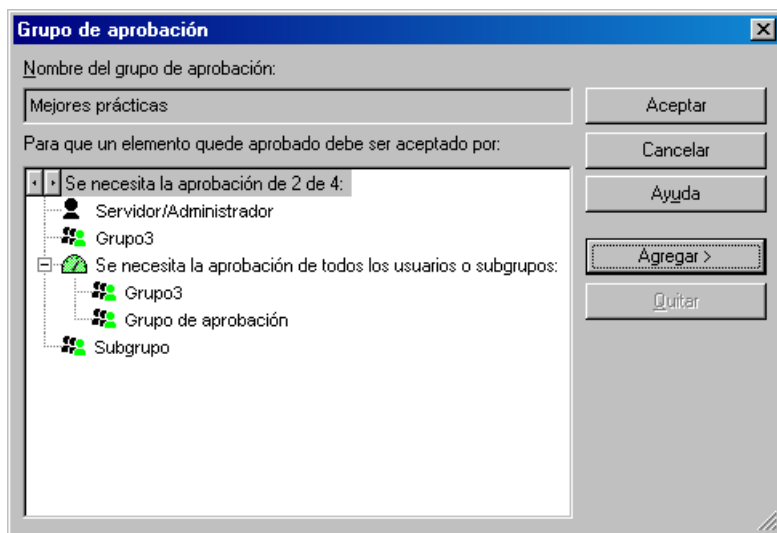 Grupo de aprobación
Nombre del grupo de aprobación:
Mejores prácticas
Aceptar
Para que un elemento quede aprobado debe ser aceptado por:
Cancelar
Se necesita la aprobación de 2 de 4:
Ayuda
Servidor/Administrador
Grupo3
Se necesita la aprobación de todos los usuarios o subgrupos:
Agregar >
Grupo3
Quitar
Grupo de aprobación
Subgrupo